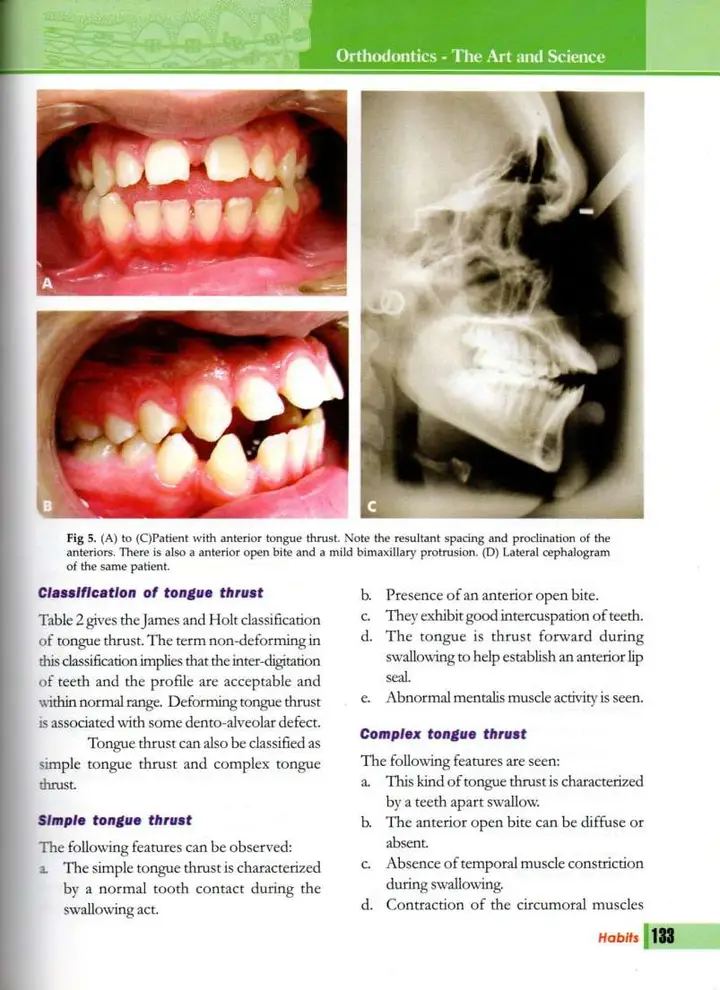 Orthodontics - The Art and Science
A
B
C
Fig 5. (A) to (C)Patient with anterior tongue thrust. Note the resultant spacing and proclination of the
anteriors. There is also a anterior open bite and a mild bimaxillary protrusion. (D) Lateral cephalogram
of the same patient.
Classification of tongue thrust
Table 2 gives the James and Holt classification
of tongue thrust. The term non-deforming in
this classification implies that the inter-digitation
of teeth and the profile are acceptable and
within normal range. Deforming tongue thrust
is associated with some dento-alveolar defect.
Tongue thrust can also be classified as
simple tongue thrust and complex tongue
thrust.
Simple tongue thrust
The following features can be observed:
a. The simple tongue thrust is characterized
by a normal tooth contact during the
swallowing act.
b. Presence of an anterior open bite.
c. They exhibit good intercuspation of teeth.
d. The tongue is thrust forward during
swallowing to help establish an anterior lip
seal.
e. Abnormal mentalis muscle activity is seen.
Complex tongue thrust
The following features are seen:
a. This kind of tongue thrust is characterized
by a teeth apart swallow.
b. The anterior open bite can be diffuse or
absent.
c. Absence of temporal muscle constriction
during swallowing.
d. Contraction of the circumoral muscles
Habits 133